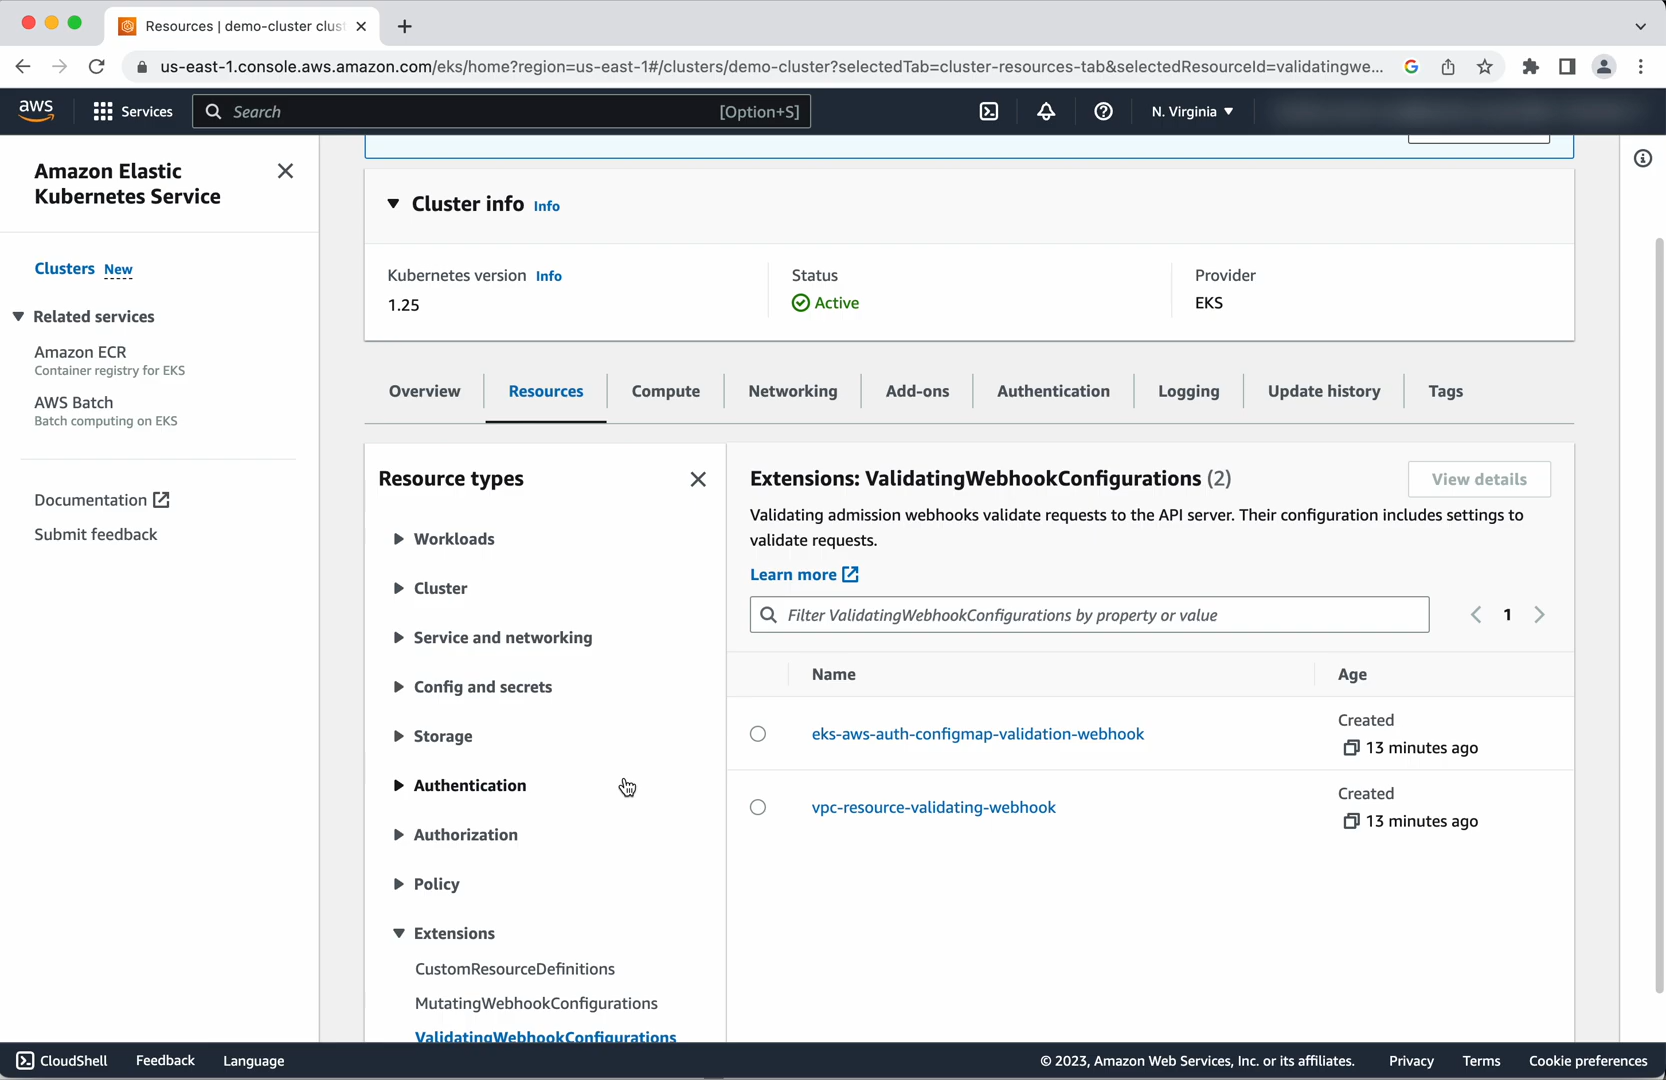 Resources | demo-cluster clus
us-east-1.console.aws.amazon.com/eks/home?region=us-east-1#/clusters/demo-cluster?selectedTab=cluster-resources-tab&selectedResourceId=validatingwe...
aws
Services
Search
[Option+S]
N. Virginia
Amazon Elastic
Kubernetes Service
Clusters New
Related services
Amazon ECR
Container registry for EKS
AWS Batch
Batch computing on EKS
Documentation
Submit feedback
Cluster info Info
Kubernetes version Info
1.25
Status
Active
Provider
EKS
Overview
Resources
Compute
Networking
Add-ons
Authentication
Logging
Update history
Tags
Resource types
Workloads
Cluster
Service and networking
Config and secrets
Storage
Authentication
Authorization
Policy
Extensions
CustomResourceDefinitions
MutatingWebhookConfigurations
ValidatingWebhookConfigurations
Extensions: ValidatingWebhookConfigurations (2)
View details
Validating admission webhooks validate requests to the API server. Their configuration includes settings to
validate requests.
Learn more
Filter ValidatingWebhookConfigurations by property or value
1
Name
Age
eks-aws-auth-configmap-validation-webhook
Created
13 minutes ago
vpc-resource-validating-webhook
Created
13 minutes ago
CloudShell
Feedback
Language
© 2023, Amazon Web Services, Inc. or its affiliates.
Privacy
Terms
Cookie preferences